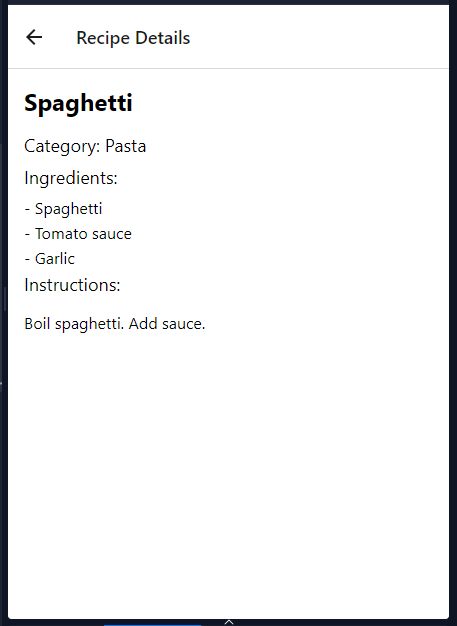 Recipe Details
Spaghetti
Category: Pasta
Ingredients:
- Spaghetti
- Tomato sauce
- Garlic
Instructions:
Boil spaghetti. Add sauce.